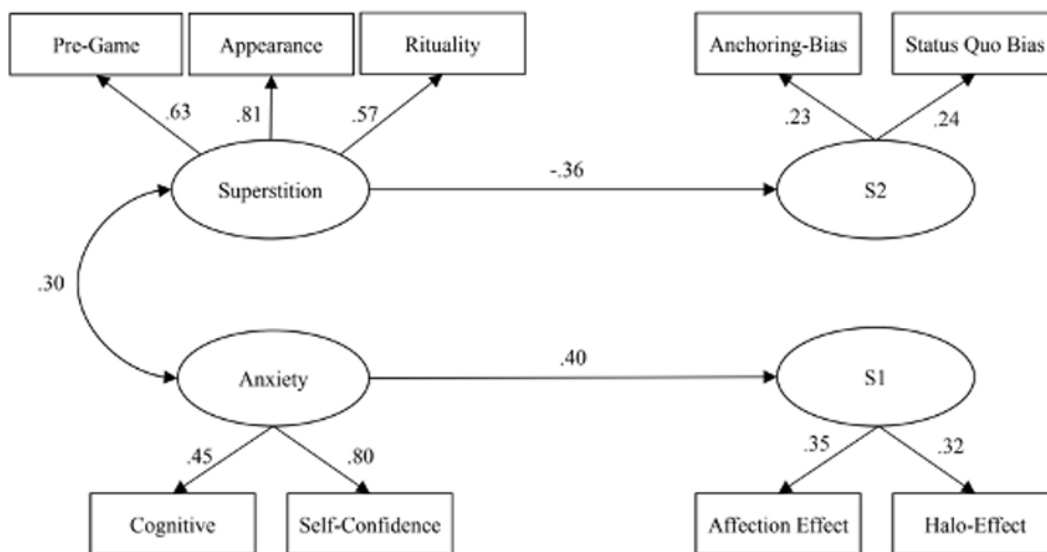 Pre-Game
Appearance
Rituality
Anchoring-Bias
Status Quo Bias
.63
.81
.57
.23
.24
Superstition
-.36
S2
.30
Anxiety
.40
S1
.45
.80
.35
.32
Cognitive
Self-Confidence
Affection Effect
Halo-Effect